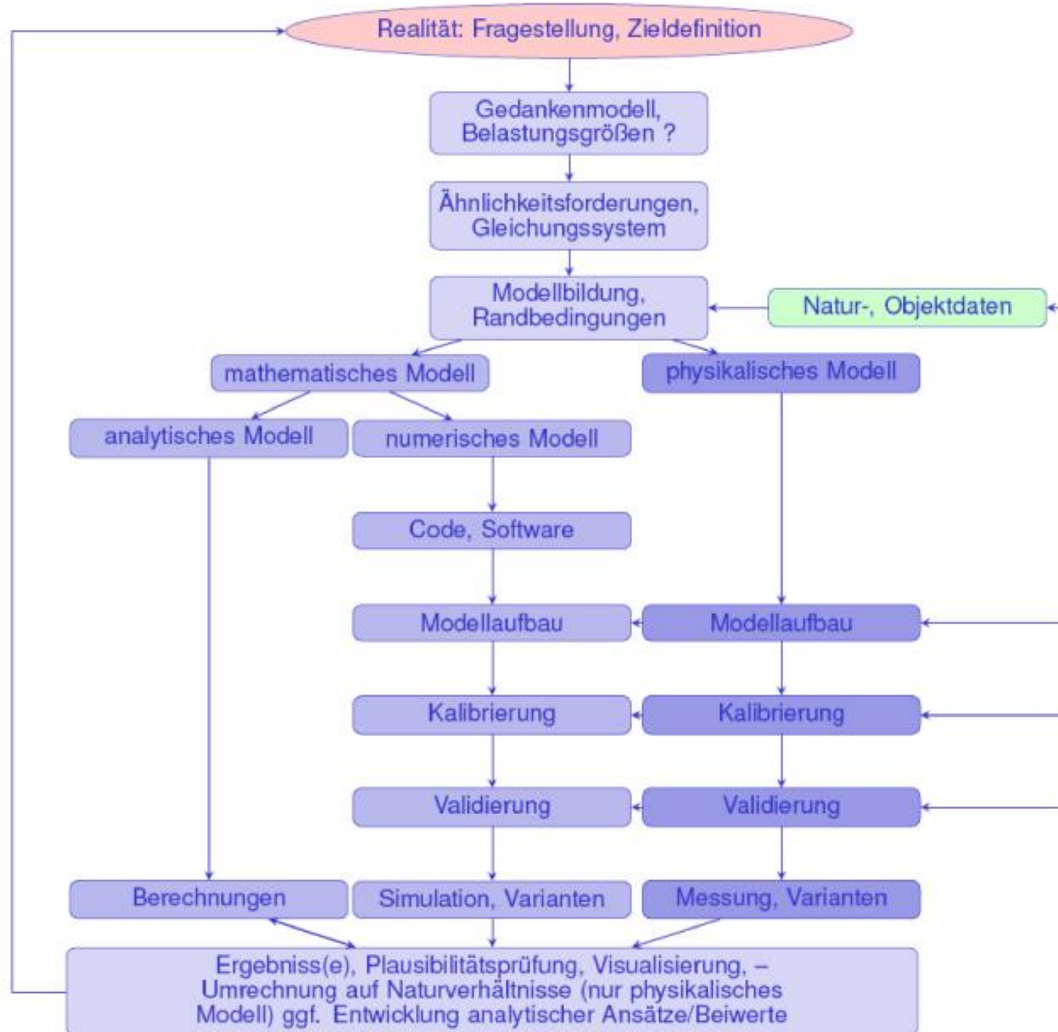 Realität: Fragestellung, Zieldefinition
Gedankenmodell,
Belastungsgrößen ?
Ähnlichkeitsforderungen,
Gleichungssystem
Modellbildung,
Randbedingungen
Natur-, Objektdaten
mathematisches Modell
physikalisches Modell
analytisches Modell
numerisches Modell
Code, Software
Modellaufbau
Modellaufbau
Kalibrierung
Kalibrierung
Validierung
Validierung
Berechnungen
Simulation, Varianten
Messung, Varianten
Ergebniss(e), Plausibilitätsprüfung, Visualisierung, –
Umrechnung auf Naturverhältnisse (nur physikalisches
Modell) ggf. Entwicklung analytischer Ansätze/Beiwerte